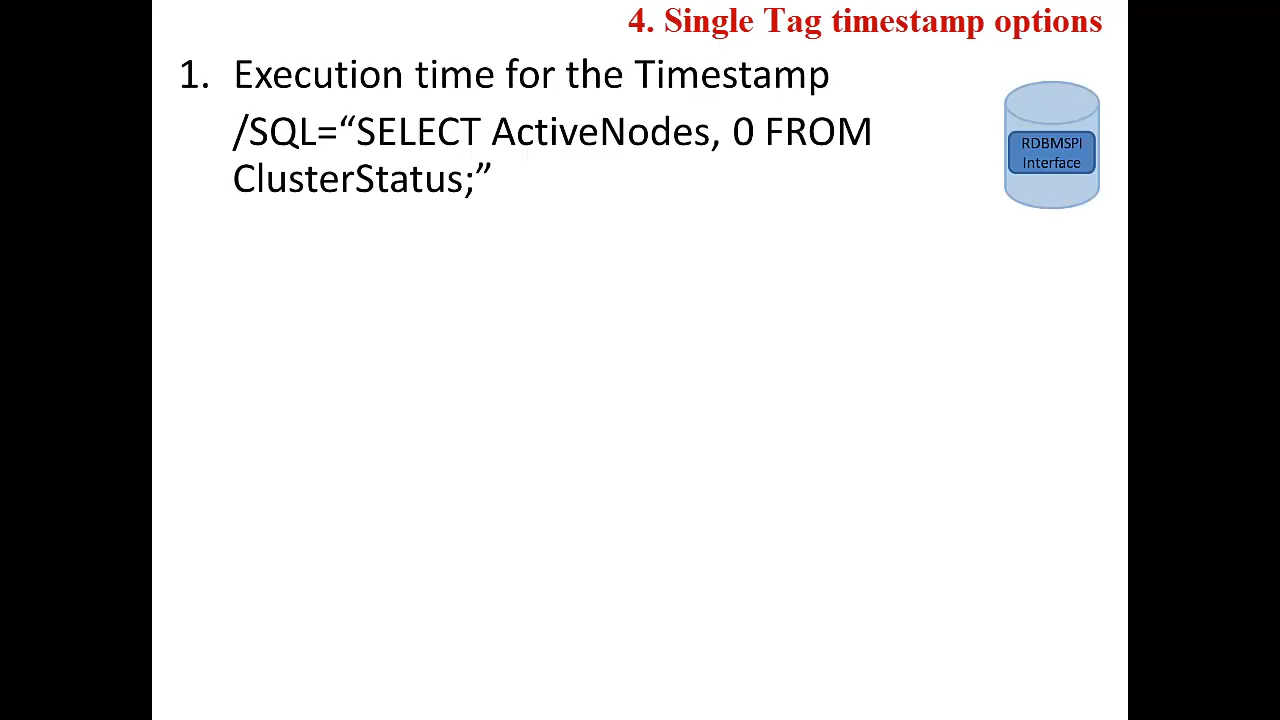 4. Single Tag timestamp options
1. Execution time for the Timestamp
/SQL=“SELECT ActiveNodes, 0 FROM
ClusterStatus;”
RDBMSPI
Interface